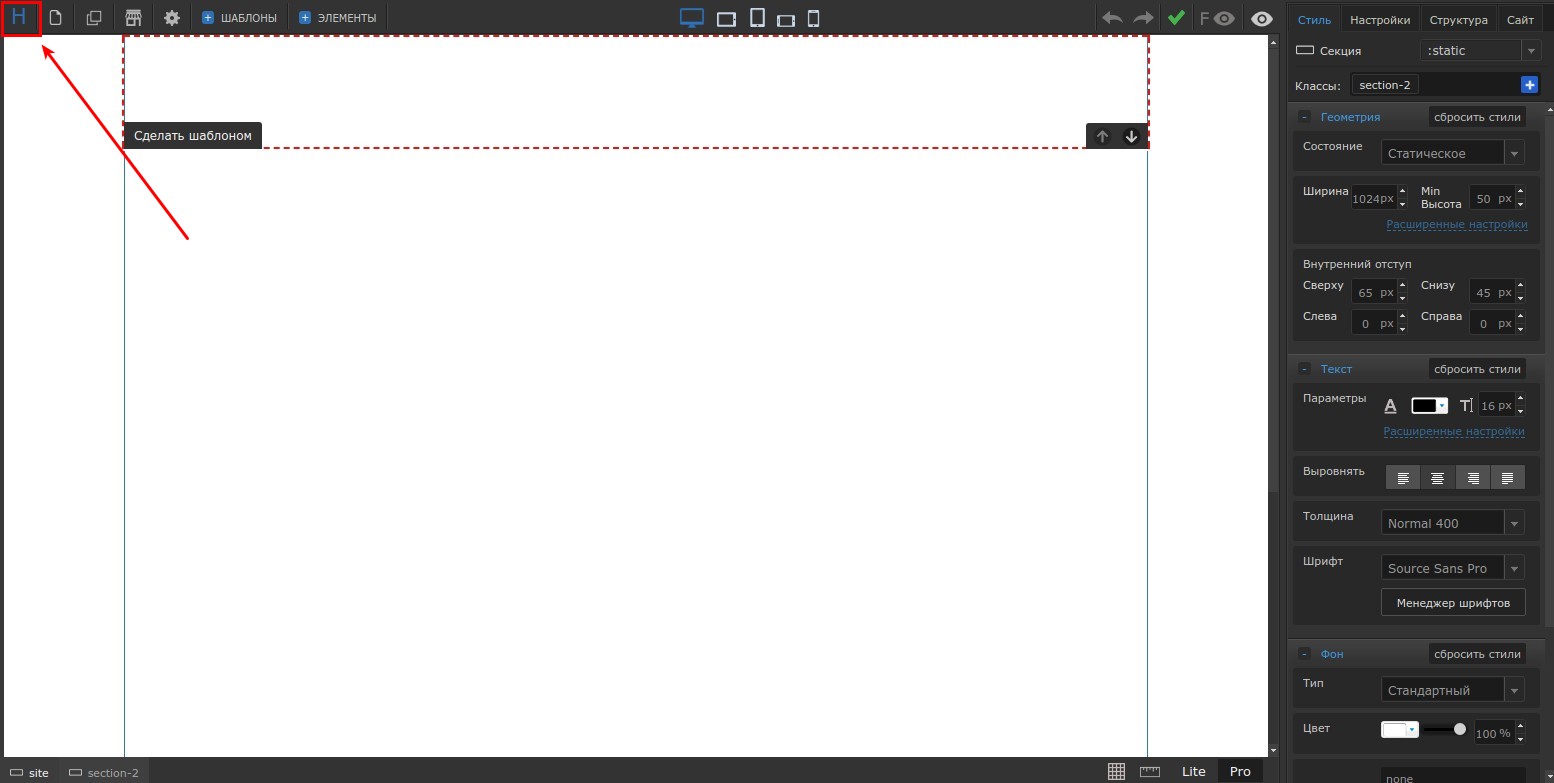 H
ШАБЛОНЫ
ЭЛЕМЕНТЫ
F
Стиль
Настройки
Структура
Сайт
Секция
:static
Классы:
section-2
Сделать шаблоном
- Геометрия
сбросить стили
Состояние
Статическое
Ширина
1024px
Min
Высота
50 px
Расширенные настройки
Внутренний отступ
Сверху
65 px
Снизу
45 px
Слева
0 px
Справа
0 px
- Текст
сбросить стили
Параметры
A
T
16 px
Расширенные настройки
Выровнять
Толщина
Normal 400
Шрифт
Source Sans Pro
Менеджер шрифтов
- Фон
сбросить стили
Тип
Стандартный
Цвет
100 %
none
site
section-2
Lite
Pro